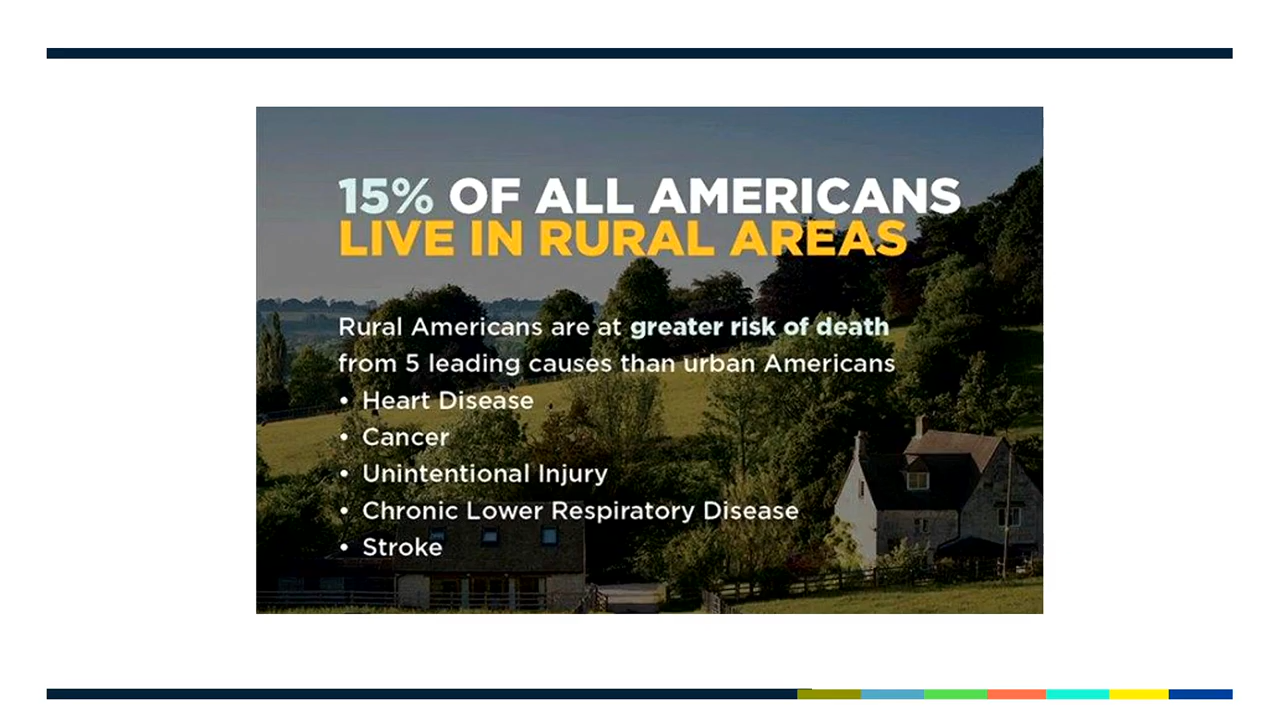 15% OF ALL AMERICANS
LIVE IN RURAL AREAS
Rural Americans are at greater risk of death
from 5 leading causes than urban Americans
• Heart Disease
• Cancer
• Unintentional Injury
• Chronic Lower Respiratory Disease
• Stroke